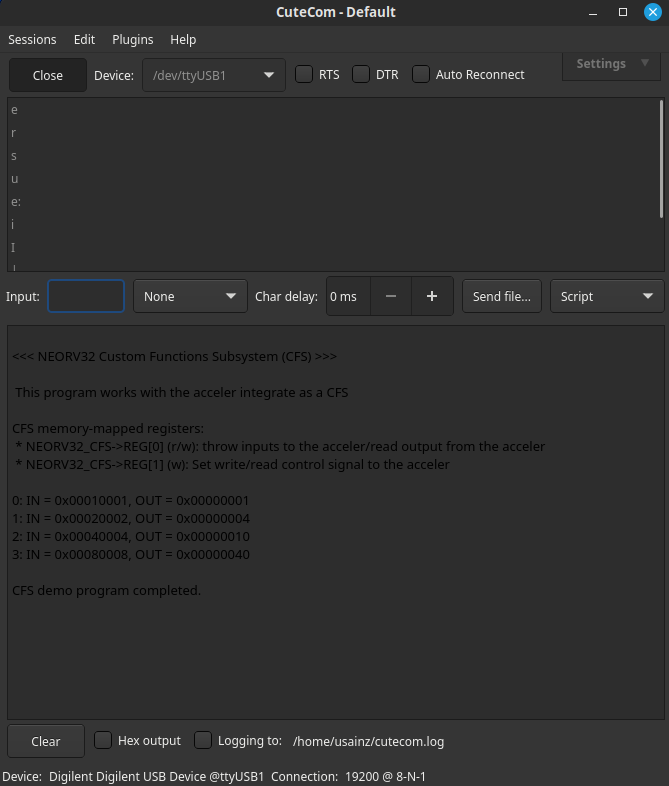 CuteCom - Default
Sessions Edit Plugins Help
Close Device: /dev/ttyUSB1 RTS DTR Auto Reconnect Settings
e
r
s
u
e:
i
I
Input: None Char delay: 0 ms − + Send file... Script
<<< NEORV32 Custom Functions Subsystem (CFS) >>>
This program works with the acceler integrate as a CFS
CFS memory-mapped registers:
* NEORV32_CFS->REG[0] (r/w): throw inputs to the acceler/read output from the acceler
* NEORV32_CFS->REG[1] (w): Set write/read control signal to the acceler
0: IN = 0x00010001, OUT = 0x00000001
1: IN = 0x00020002, OUT = 0x00000004
2: IN = 0x00040004, OUT = 0x00000010
3: IN = 0x00080008, OUT = 0x00000040
CFS demo program completed.
Clear Hex output Logging to: /home/usainz/cutecom.log
Device: Digilent Digilent USB Device @ttyUSB1 Connection: 19200 @ 8-N-1